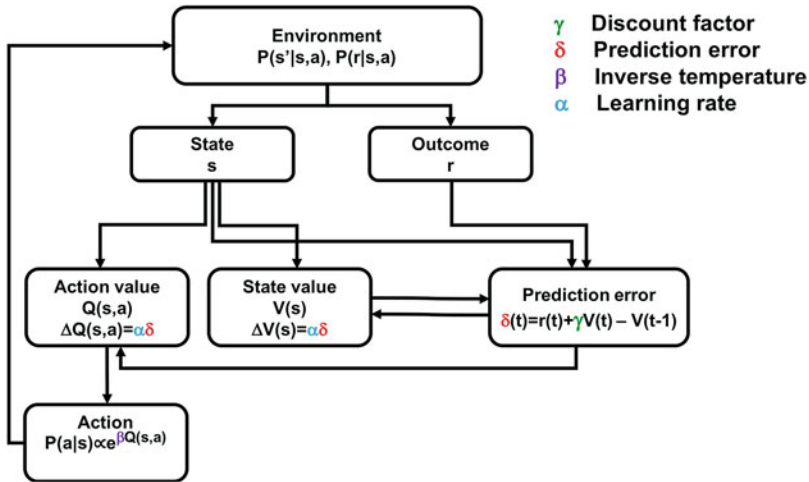 Environment
P(s'|s,a), P(r|s,a)
γ Discount factor
δ Prediction error
β Inverse temperature
α Learning rate
State
s
Outcome
r
Action value
Q(s,a)
ΔQ(s,a)=αδ
State value
V(s)
ΔV(s)=αδ
Prediction error
δ(t)=r(t)+γV(t) – V(t-1)
Action
P(a|s)∝e^βQ(s,a)